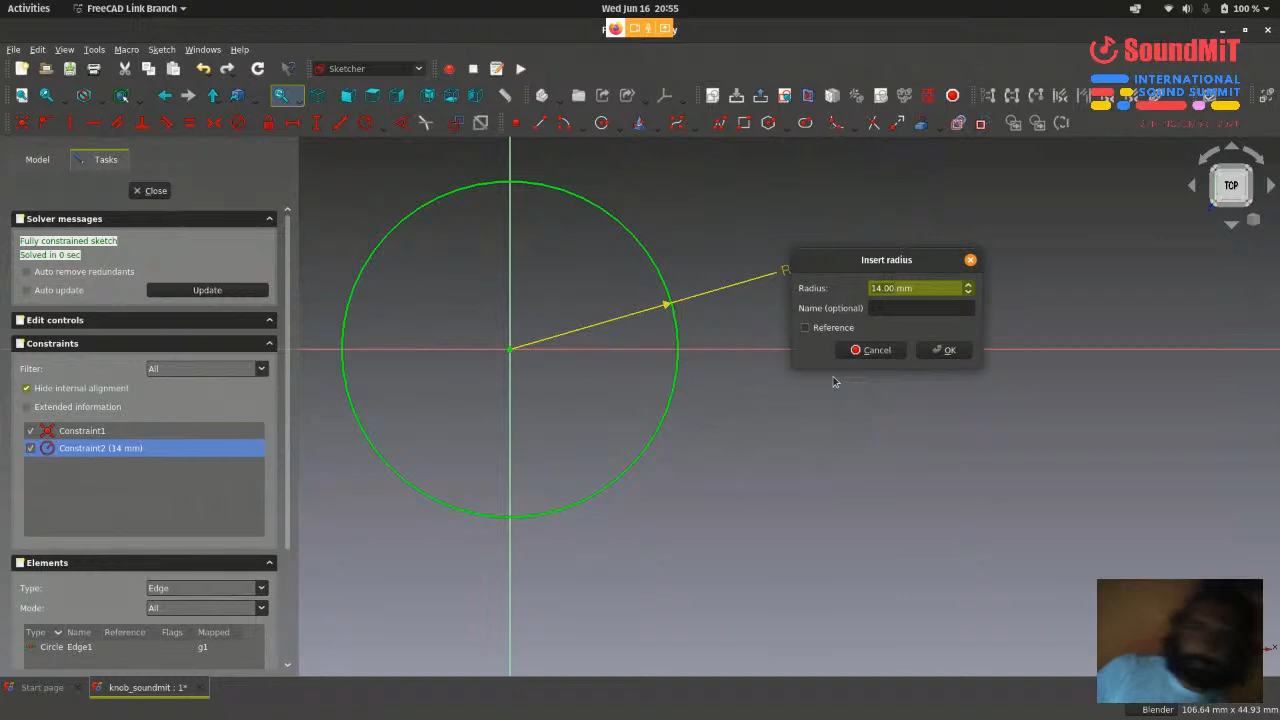 Activities
FreeCAD Link Branch
Wed Jun 16 20:55
100 %
File Edit View Tools Macro Sketch Windows Help
Sketcher
SoundMiT
INTERNATIONAL
SOUND SUMMIT
TOP
Model
Tasks
Close
Solver messages
Fully constrained sketch
Solved in 0 sec
Auto remove redundants
Auto update
Update
Edit controls
Constraints
Filter:
All
Hide internal alignment
Extended information
Constraint1
Constraint2 (14 mm)
Elements
Type:
Edge
Mode:
All
Type Name Reference Flags Mapped
Circle Edge1 g1
Insert radius
Radius:
14.00 mm
Name (optional)
Reference
Cancel
OK
Start page
knob_soundmit : 1*
Blender
106.64 mm x 44.93 mm